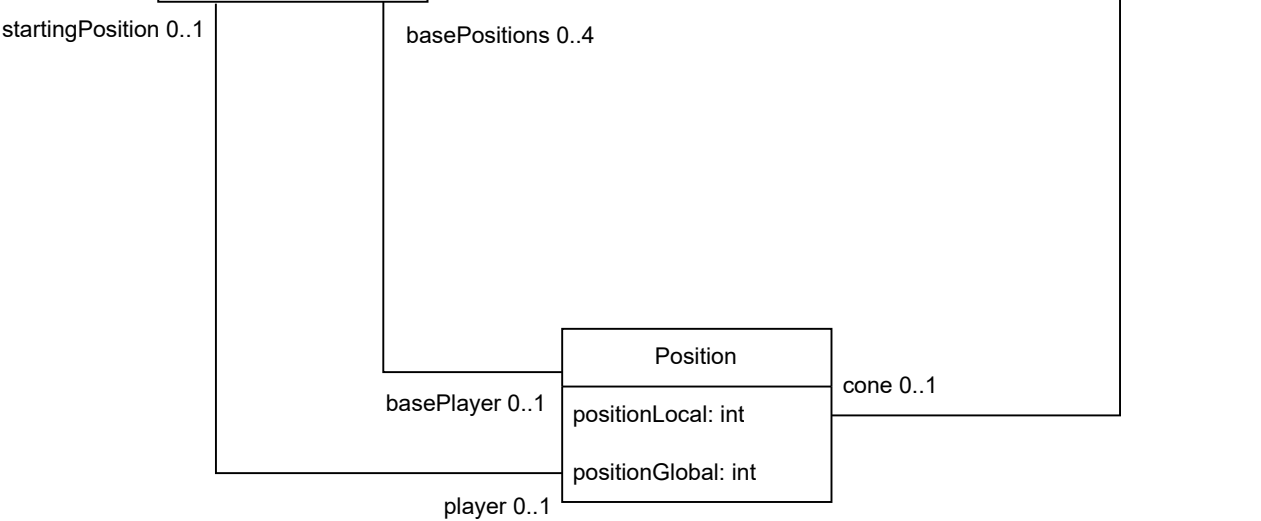 startingPosition 0..1
basePositions 0..4
Position
cone 0..1
basePlayer 0..1
positionLocal: int
positionGlobal: int
player 0..1